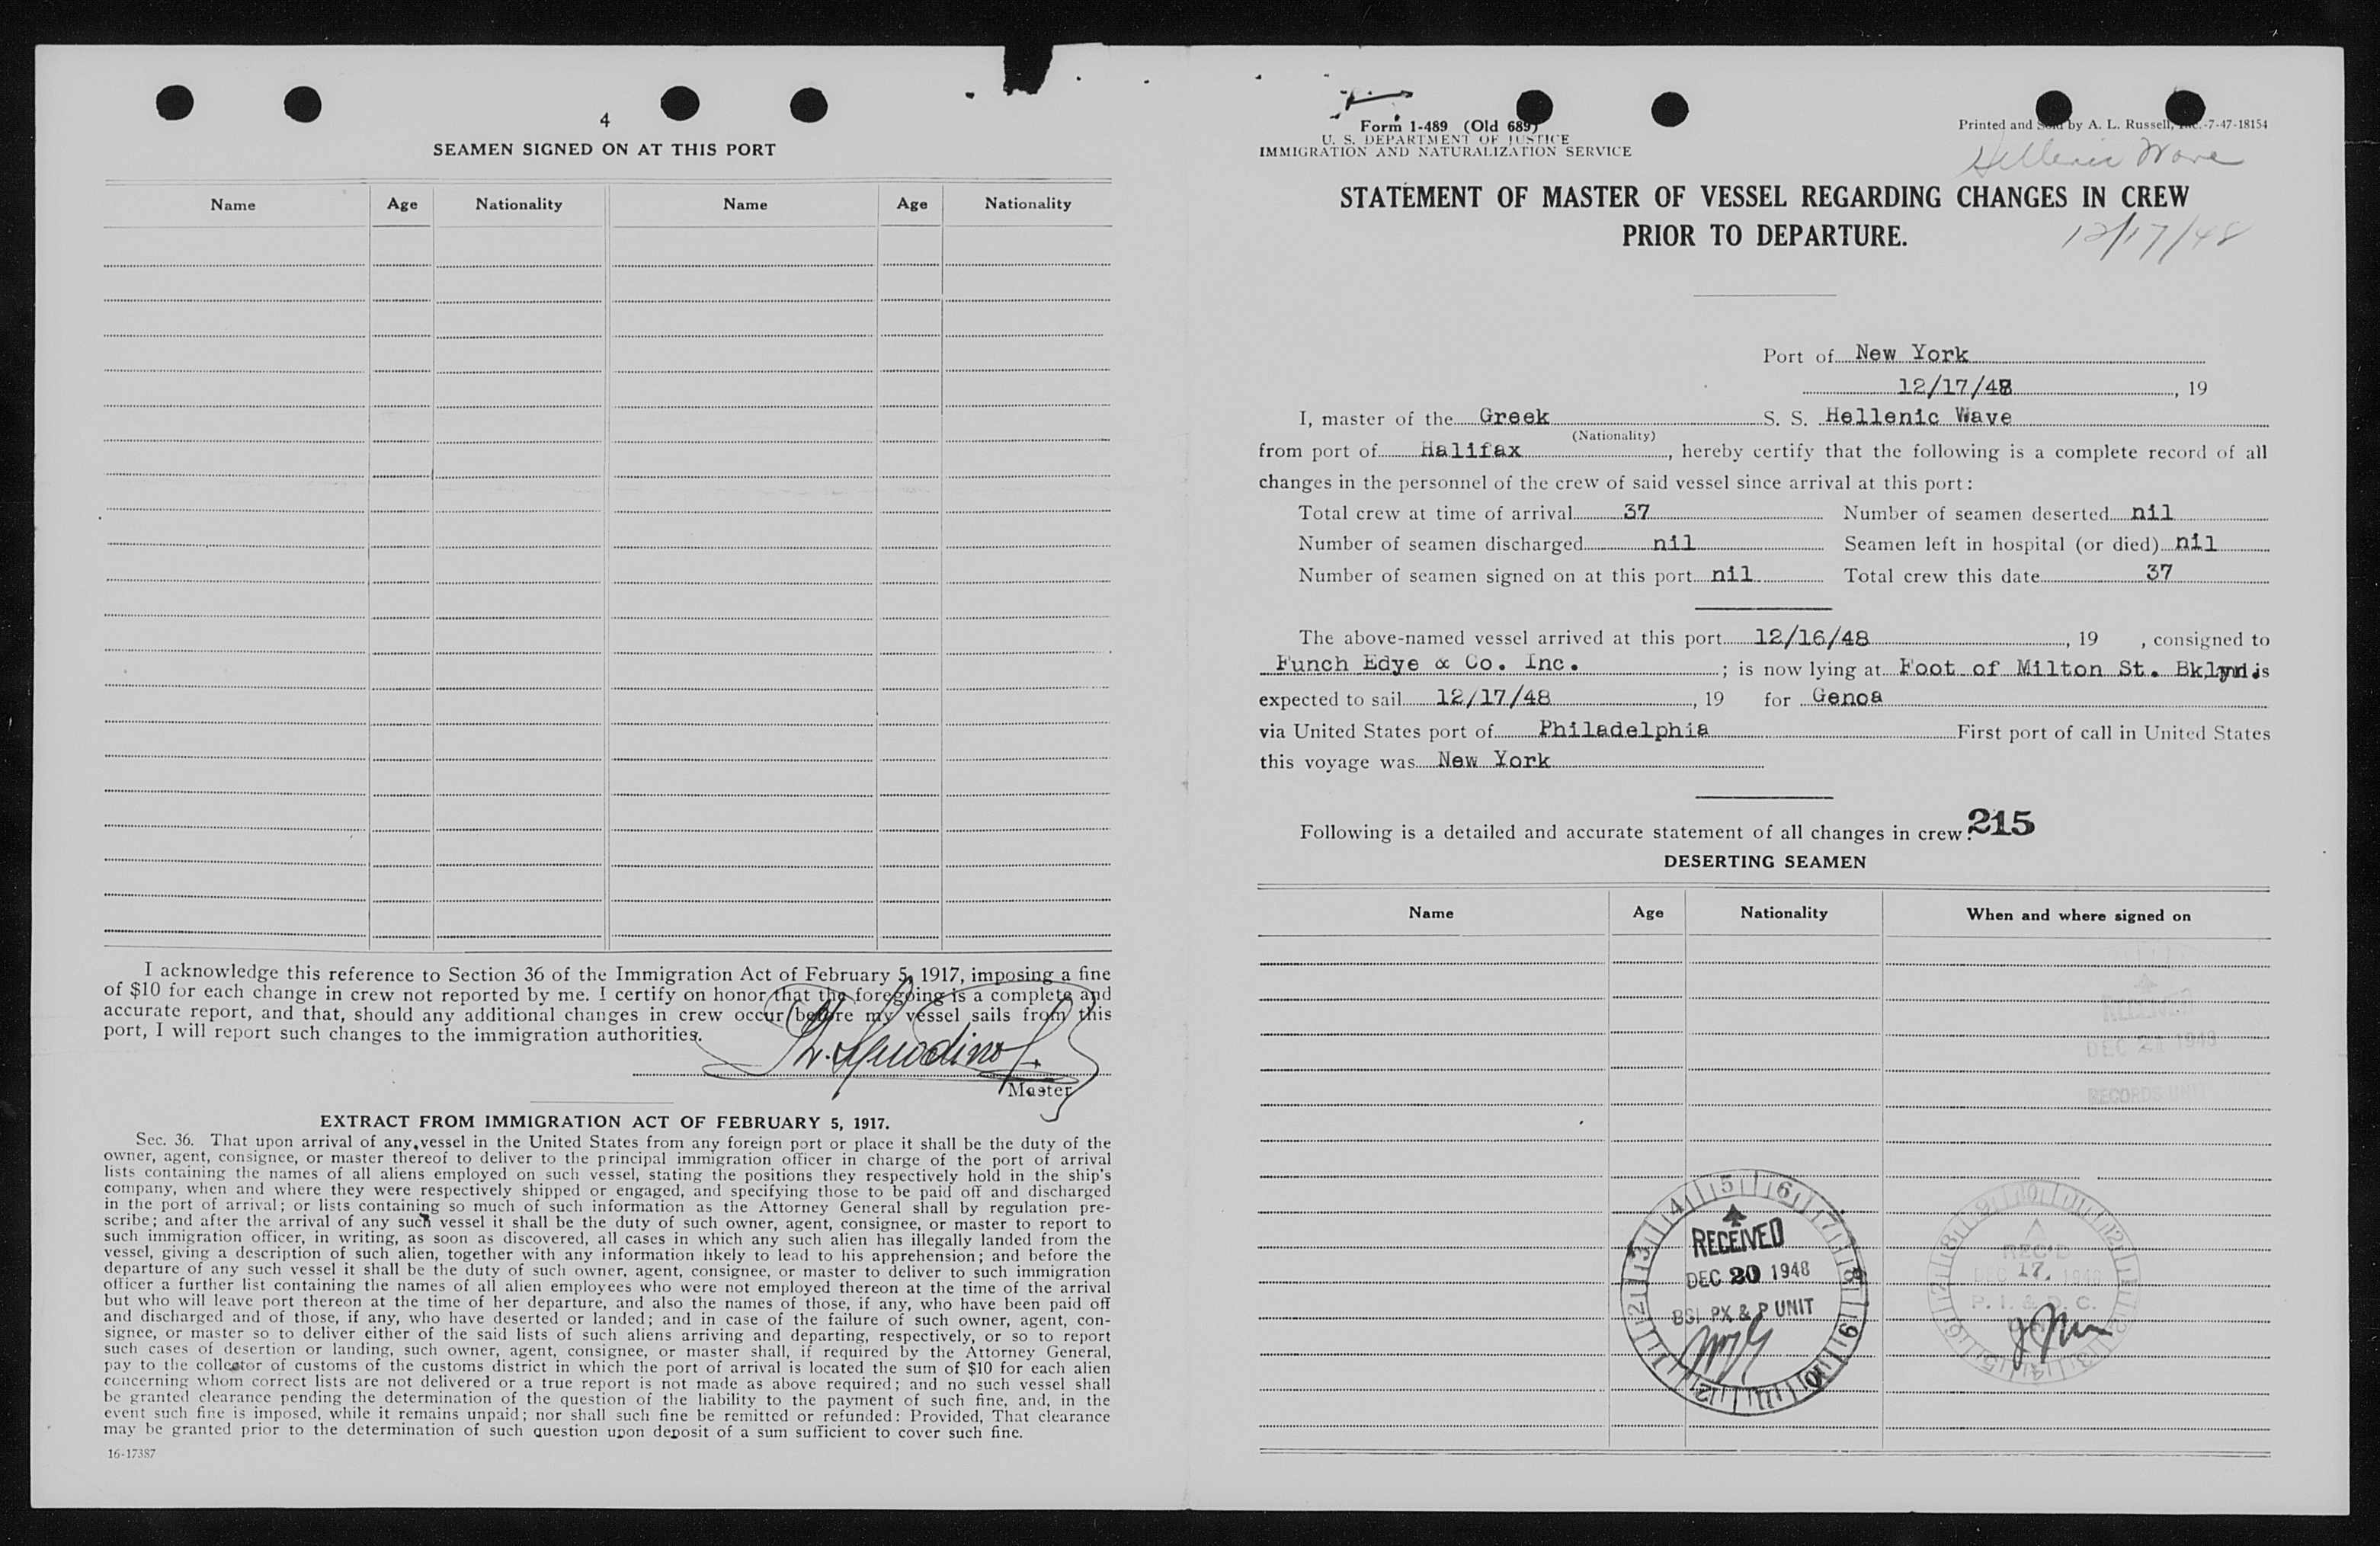 4
SEAMEN SIGNED ON AT THIS PORT
Name Age Nationality Name Age Nationality
I acknowledge this reference to Section 36 of the Immigration Act of February 5, 1917, imposing a fine
of $10 for each change in crew not reported by me. I certify on honor that the foregoing is a complete and
accurate report, and that, should any additional changes in crew occur before my vessel sails from this
port, I will report such changes to the immigration authorities.
Master
EXTRACT FROM IMMIGRATION ACT OF FEBRUARY 5, 1917.
Sec. 36. That upon arrival of any vessel in the United States from any foreign port or place it shall be the duty of the
owner, agent, consignee, or master thereof to deliver to the principal immigration officer in charge of the port of arrival
lists containing the names of all aliens employed on such vessel, stating the positions they respectively hold in the ship's
company, when and where they were respectively shipped or engaged, and specifying those to be paid off and discharged
in the port of arrival; or lists containing so much of such information as the Attorney General shall by regulation pre-
scribe; and after the arrival of any such vessel it shall be the duty of such owner, agent, consignee, or master to report to
such immigration officer, in writing, as soon as discovered, all cases in which any such alien has illegally landed from the
vessel, giving a description of such alien, together with any information likely to lead to his apprehension; and before the
departure of any such vessel it shall be the duty of such owner, agent, consignee, or master to deliver to such immigration
officer a further list containing the names of all alien employees who were not employed thereon at the time of the arrival
but who will leave port thereon at the time of her departure, and also the names of those, if any, who have been paid off
and discharged and of those, if any, who have deserted or landed; and in case of the failure of such owner, agent, con-
signee, or master so to deliver either of the said lists of such aliens arriving and departing, respectively, or so to report
such cases of desertion or landing, such owner, agent, consignee, or master shall, if required by the Attorney General,
pay to the collector of customs of the customs district in which the port of arrival is located the sum of $10 for each alien
concerning whom correct lists are not delivered or a true report is not made as above required; and no such vessel shall
be granted clearance pending the determination of the question of the liability to the payment of such fine, and, in the
event such fine is imposed, while it remains unpaid; nor shall such fine be remitted or refunded: Provided, That clearance
may be granted prior to the determination of such question upon deposit of a sum sufficient to cover such fine.
16-17387
Form 1-489 (Old 689)
U. S. DEPARTMENT OF JUSTICE
IMMIGRATION AND NATURALIZATION SERVICE
Printed and Sold by A. L. Russell, Inc.-7-47-18154
Hellenic Wave
STATEMENT OF MASTER OF VESSEL REGARDING CHANGES IN CREW
PRIOR TO DEPARTURE.
12/17/48
Port of New York
12/17/48, 19
I, master of the Greek S. S. Hellenic Wave
(Nationality)
from port of Halifax, hereby certify that the following is a complete record of all
changes in the personnel of the crew of said vessel since arrival at this port:
Total crew at time of arrival 37 Number of seamen deserted nil
Number of seamen discharged nil Seamen left in hospital (or died) nil
Number of seamen signed on at this port nil Total crew this date 37
The above-named vessel arrived at this port 12/16/48, 19 , consigned to
Funch Edye & Co. Inc. ; is now lying at Foot of Milton St. Bklyn. is
expected to sail 12/17/48, 19 for Genoa
via United States port of Philadelphia First port of call in United States
this voyage was New York
Following is a detailed and accurate statement of all changes in crew:
215
DESERTING SEAMEN
Name Age Nationality When and where signed on
RECEIVED
DEC 21 1948
RECORDS UNIT
RECEIVED
DEC 20 1948
BSI. PX & P UNIT
REC'D
DEC 17, 1948
P. I. & D. C.